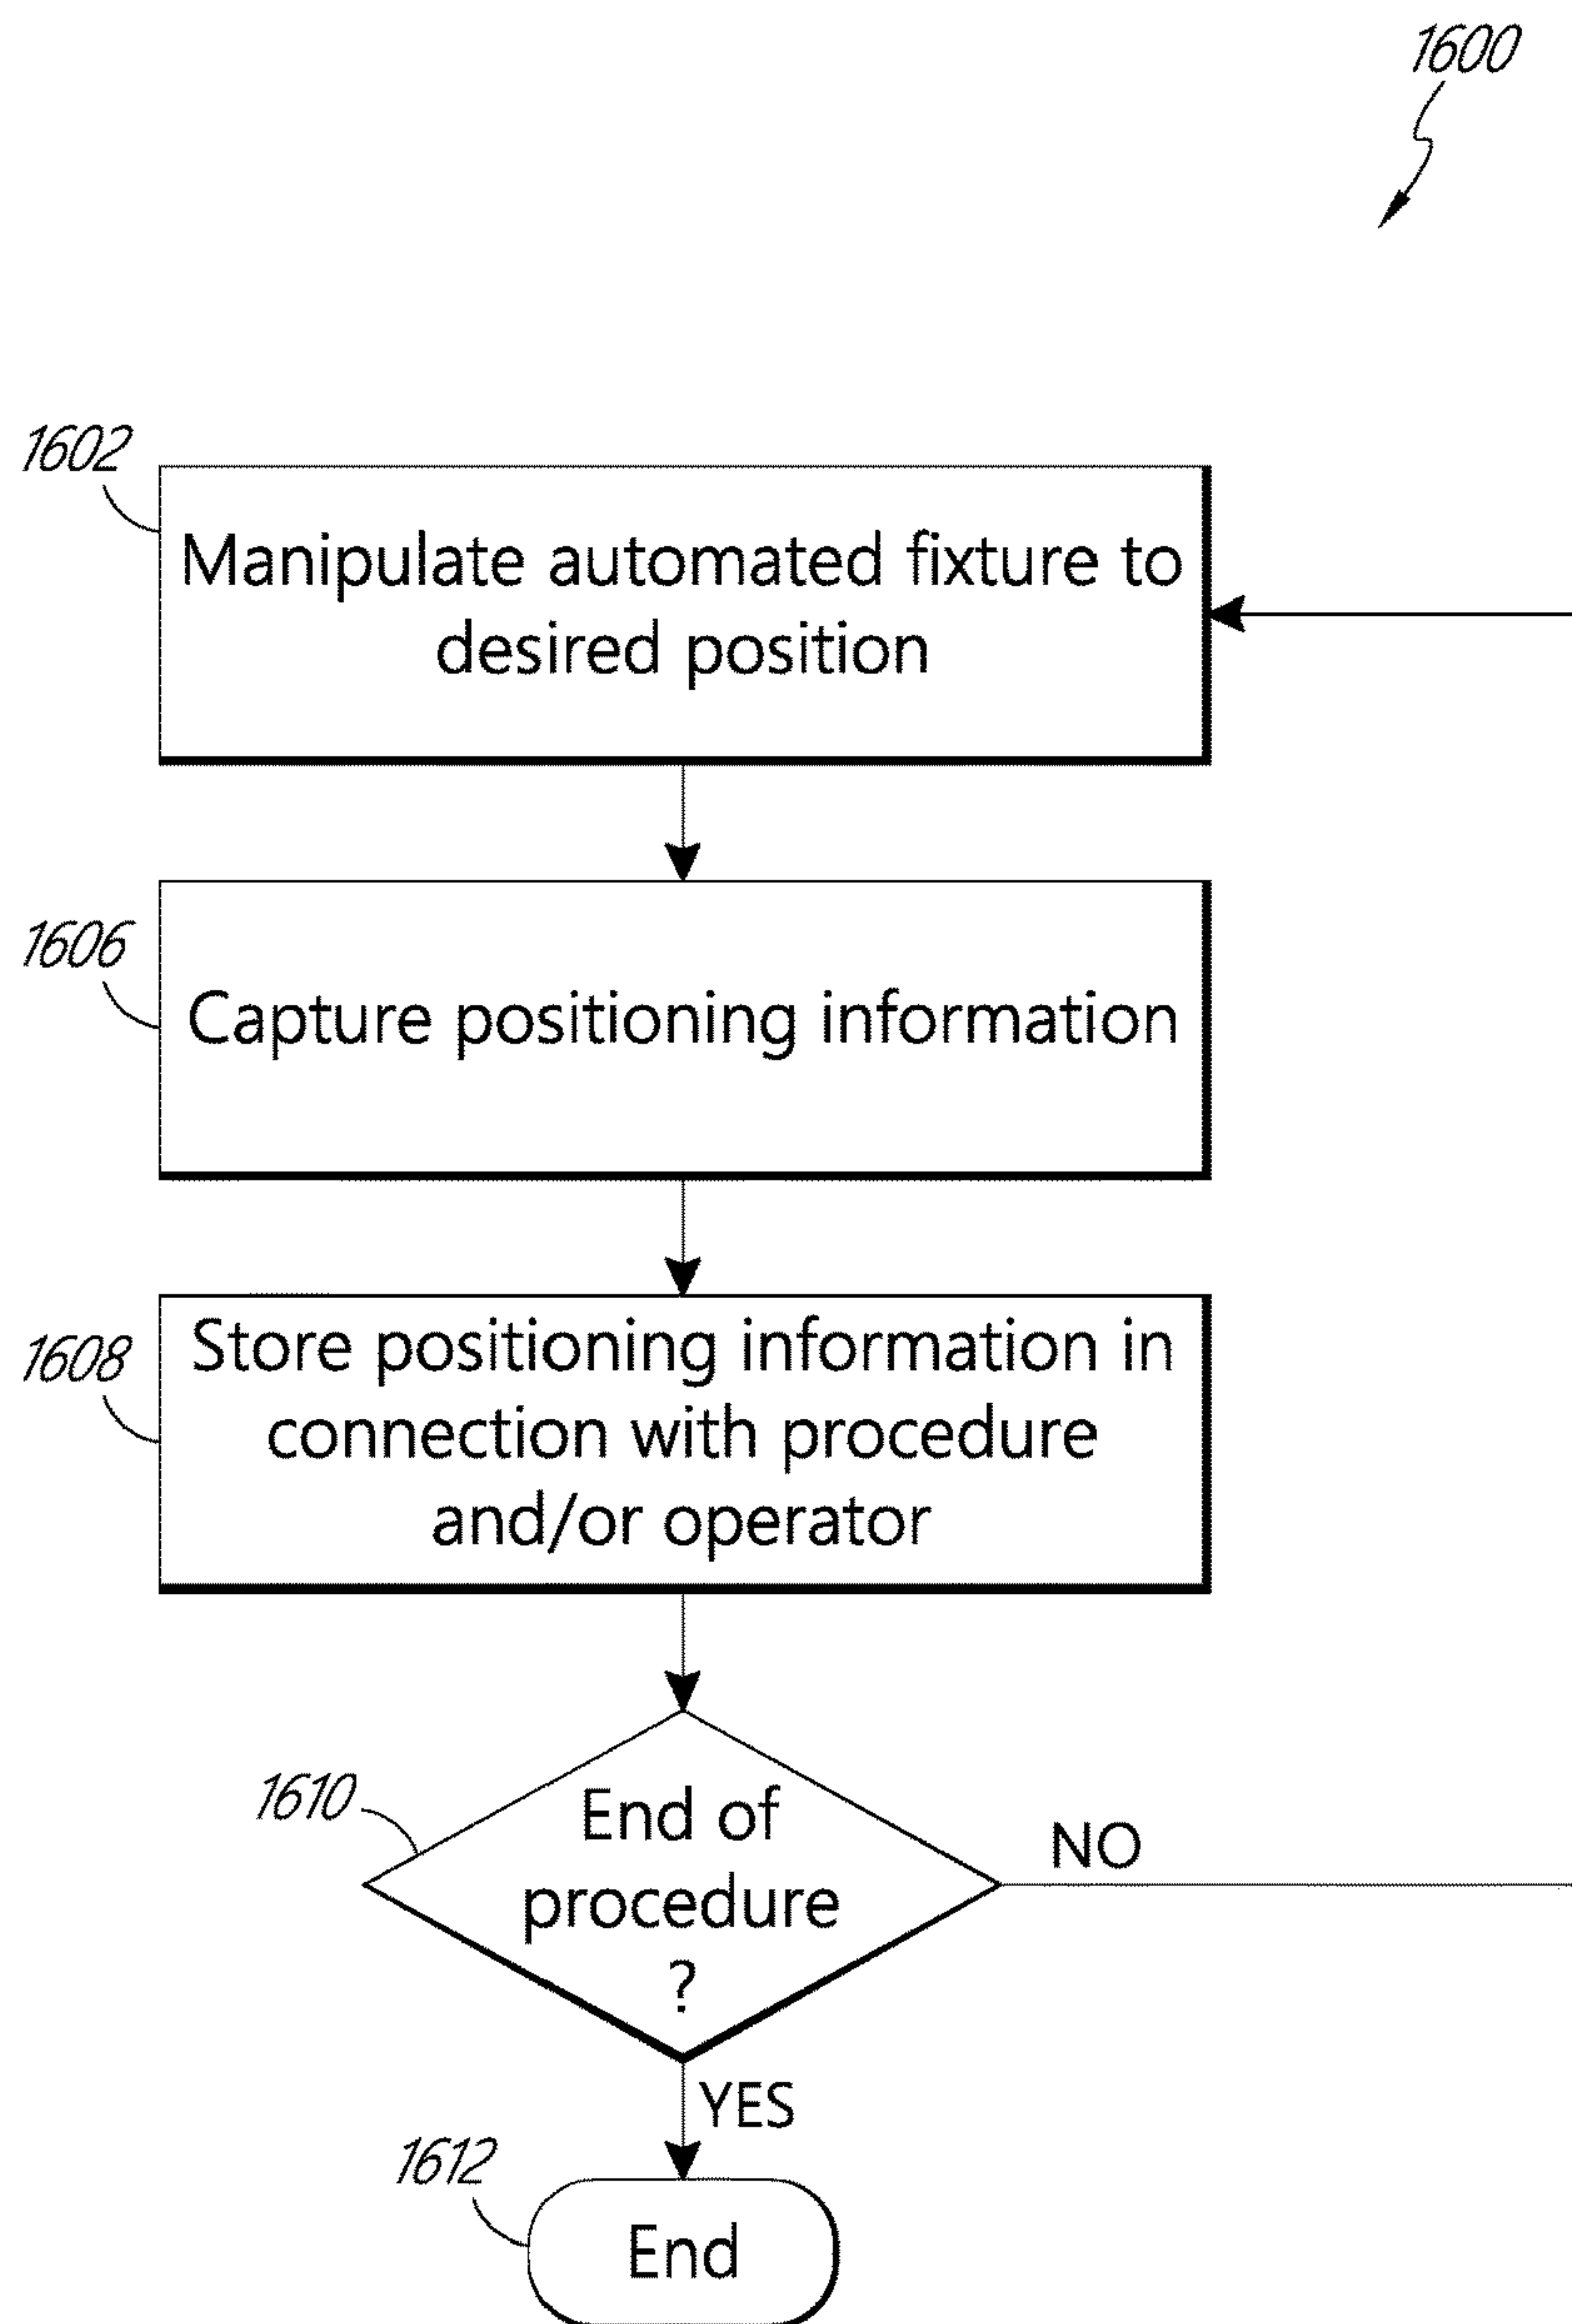 1600
1602
Manipulate automated fixture to
desired position
1606
Capture positioning information
1608
Store positioning information in
connection with procedure
and/or operator
1610
End of
procedure
?
NO
YES
1612
End